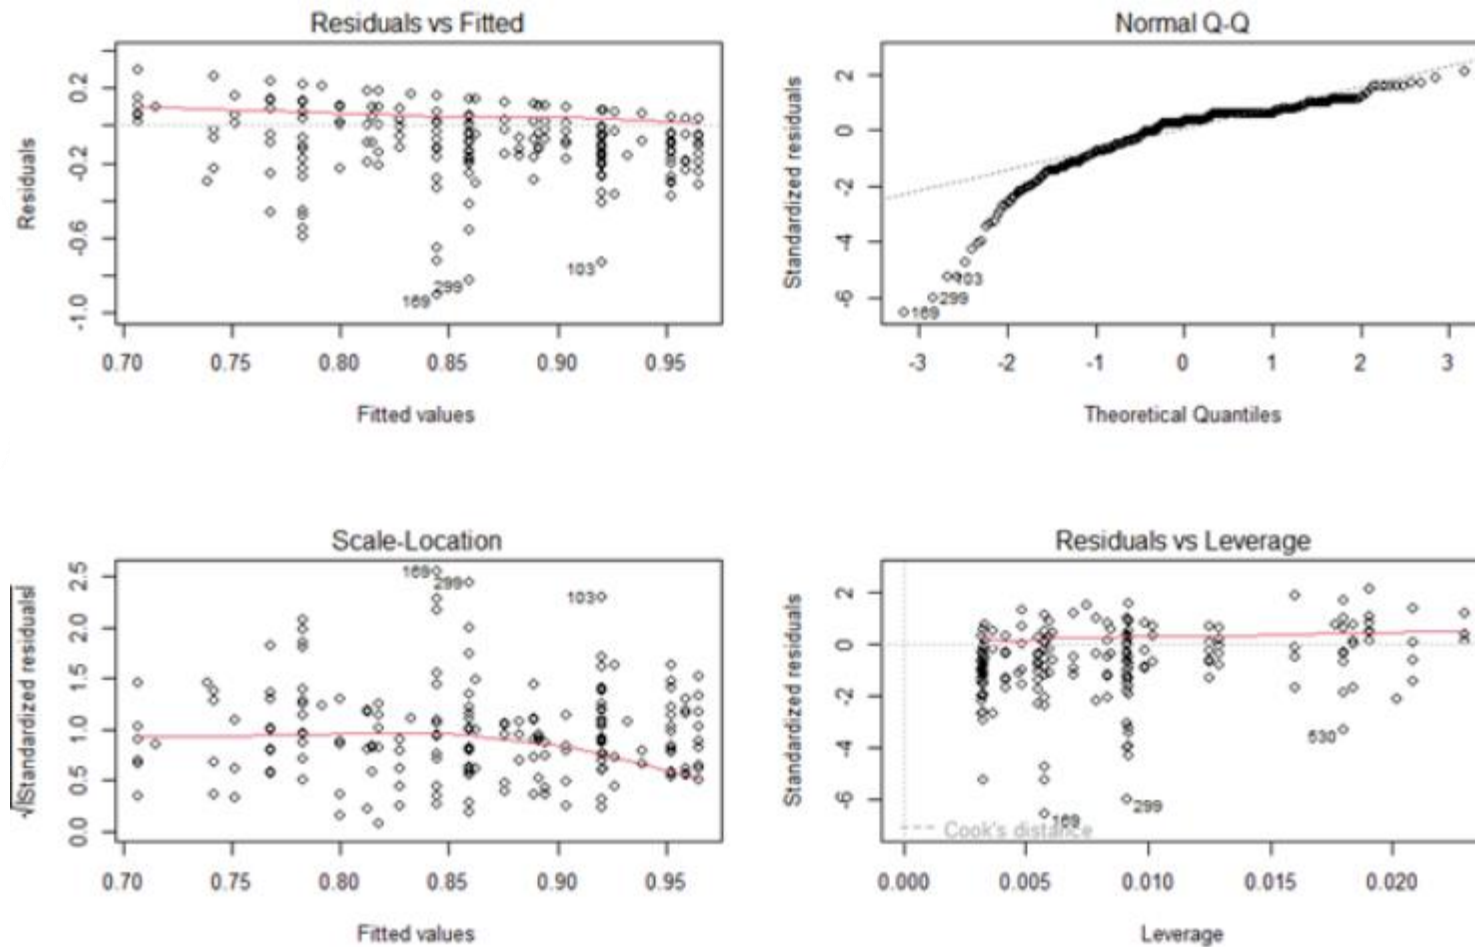 Residuals vs Fitted
Residuals
0.2
-0.2
-0.6
-1.0
103
299
169
0.70 0.75 0.80 0.85 0.90 0.95
Fitted values
Normal Q-Q
Standardized residuals
2
0
-2
-4
-6
103
299
169
-3 -2 -1 0 1 2 3
Theoretical Quantiles
Scale-Location
√|Standardized residuals|
2.5
2.0
1.5
1.0
0.5
0.0
169
299
103
0.70 0.75 0.80 0.85 0.90 0.95
Fitted values
Residuals vs Leverage
Standardized residuals
2
0
-2
-4
-6
530
299
169
Cook's distance
0.000 0.005 0.010 0.015 0.020
Leverage